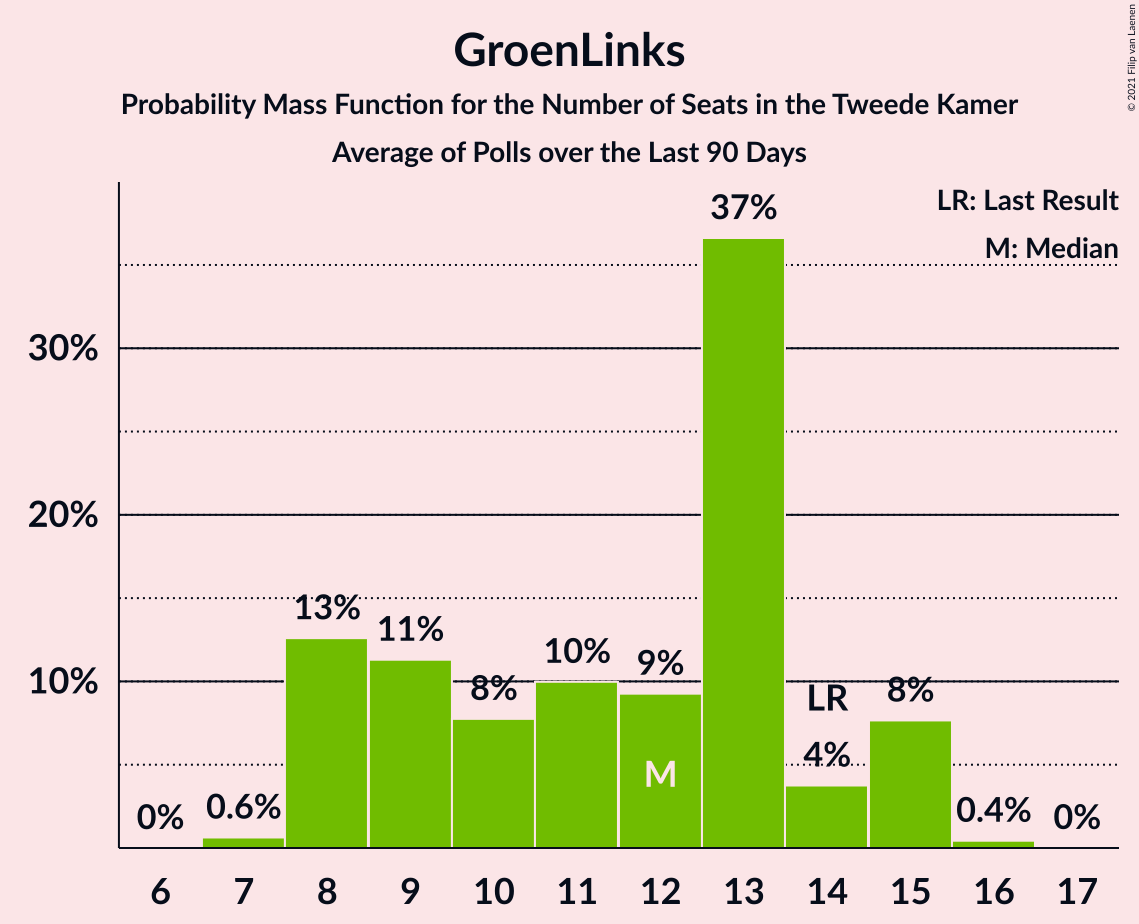 © 2021 Filip van Laenen
GroenLinks
Probability Mass Function for the Number of Seats in the Tweede Kamer
Average of Polls over the Last 90 Days
LR: Last Result
M: Median
30%
20%
10%
0%
0.6%
13%
11%
8%
10%
9%
M
37%
LR
4%
8%
0.4%
0%
6 7 8 9 10 11 12 13 14 15 16 17